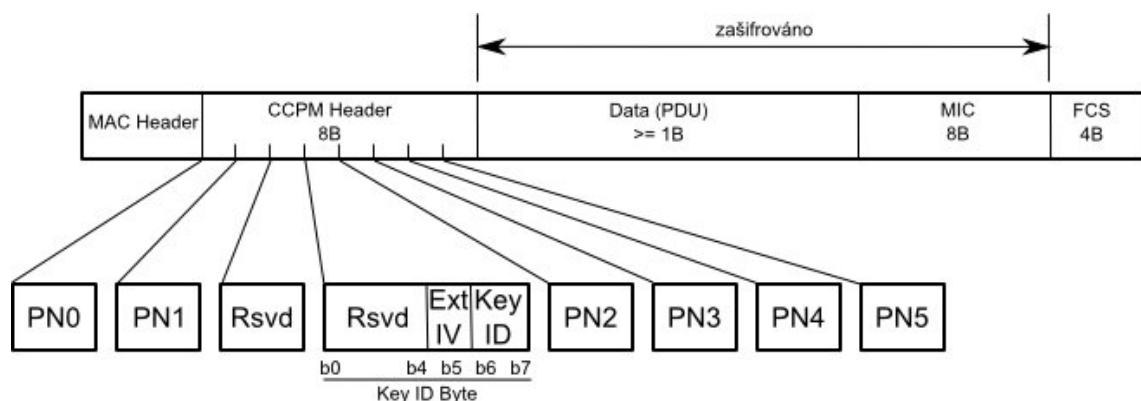 zašifrováno
MAC Header
CCPM Header
8B
Data (PDU)
>= 1B
MIC
8B
FCS
4B
PN0
PN1
Rsvd
Rsvd
Ext
IV
Key
ID
PN2
PN3
PN4
PN5
b0 b4 b5 b6 b7
Key ID Byte